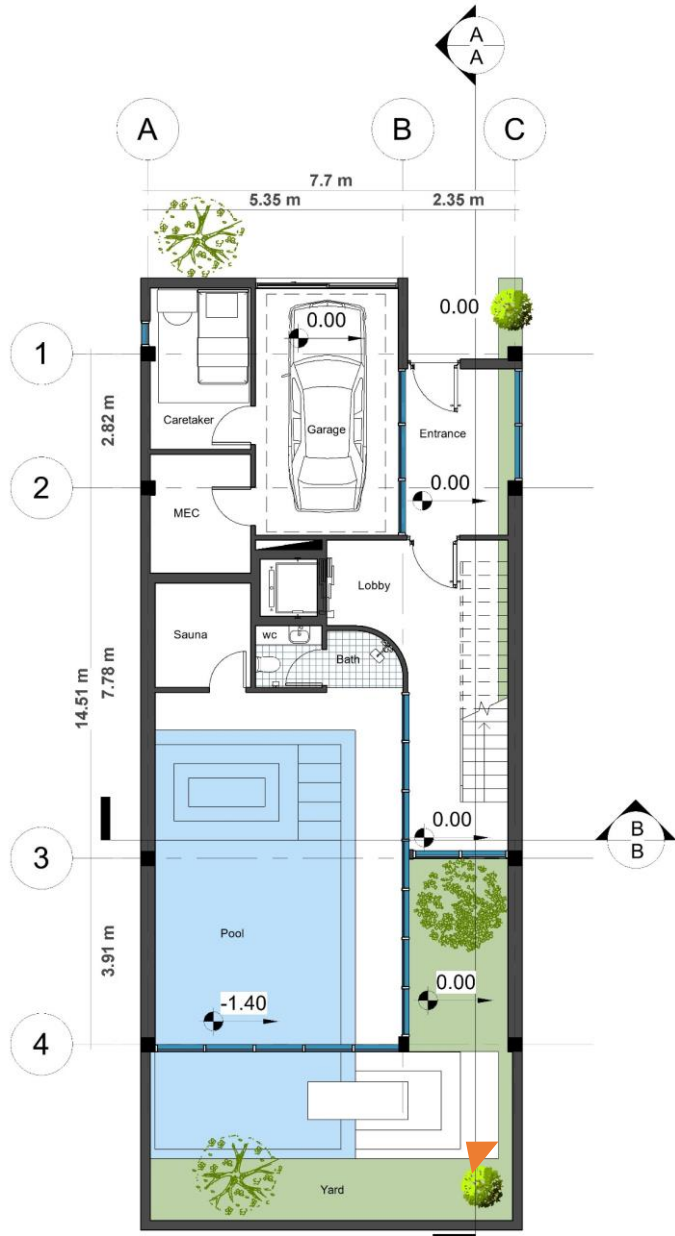 A
A
A
B
C
7.7 m
5.35 m
2.35 m
0.00
0.00
1
Caretaker
Garage
Entrance
2.82 m
2
MEC
0.00
Lobby
Sauna
wc
Bath
14.51 m
7.78 m
0.00
B
B
3
Pool
3.91 m
-1.40
0.00
4
Yard